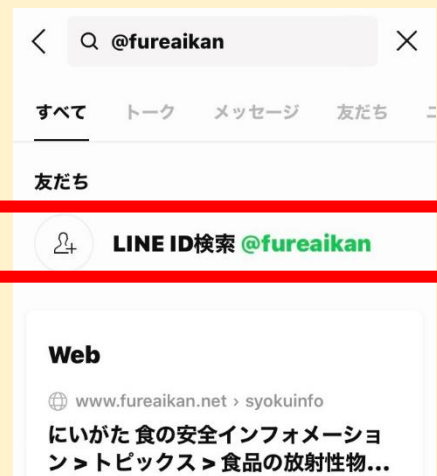 @fureaikan
すべて トーク メッセージ 友だち
友だち
LINE ID検索 @fureaikan
Web
www.fureaikan.net › syokuinfo
にいがた 食の安全インフォメーショ
ン > トピックス > 食品の放射性物...